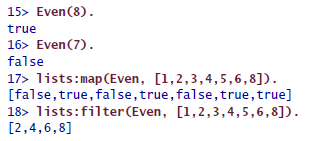 15> Even(8).
true
16> Even(7).
false
17> lists:map(Even, [1,2,3,4,5,6,8]).
[false,true,false,true,false,true,true]
18> lists:filter(Even, [1,2,3,4,5,6,8]).
[2,4,6,8]